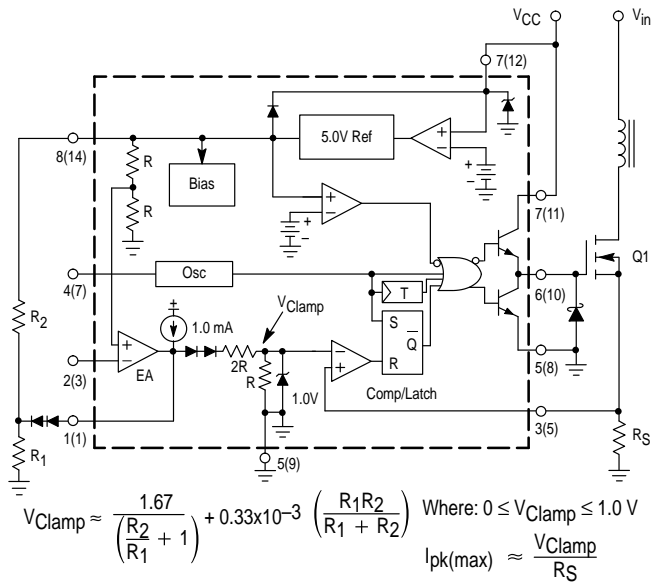 VCC
Vin
7(12)
5.0V Ref
+
−
+
−
8(14)
R
Bias
R
+
−
+
−
7(11)
Q1
4(7)
Osc
T
6(10)
VClamp
R2
+
1.0 mA
S
Q
R
+
−
EA
2R
R
1.0V
−
+
Comp/Latch
2(3)
5(8)
1(1)
3(5)
R1
5(9)
RS
VClamp ≈ 1.67 / (R2/R1 + 1) + 0.33x10−3 (R1R2 / R1 + R2) Where: 0 ≤ VClamp ≤ 1.0 V
Ipk(max) ≈ VClamp / RS